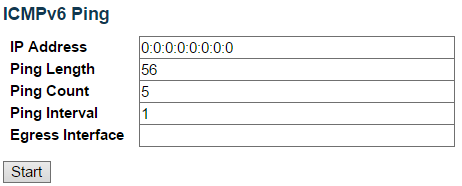 ICMPv6 Ping
IP Address 0:0:0:0:0:0:0:0
Ping Length 56
Ping Count 5
Ping Interval 1
Egress Interface
Start